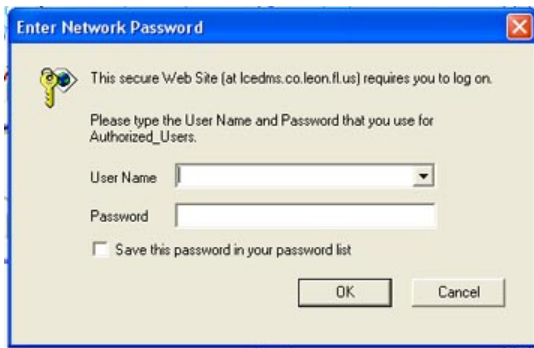 Enter Network Password
This secure Web Site (at lcedms.co.leon.fl.us) requires you to log on.
Please type the User Name and Password that you use for
Authorized_Users.
User Name
Password
Save this password in your password list
OK Cancel